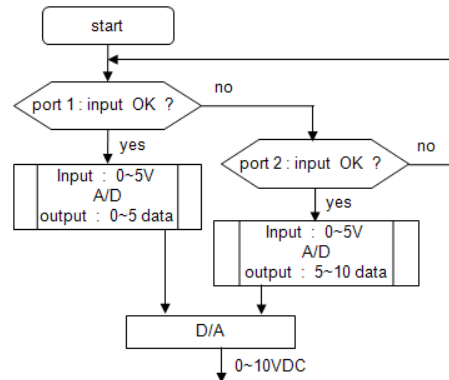 start
port 1 : input OK ?
no
yes
Input : 0~5V
A/D
output : 0~5 data
port 2 : input OK ?
no
yes
Input : 0~5V
A/D
output : 5~10 data
D/A
0~10VDC